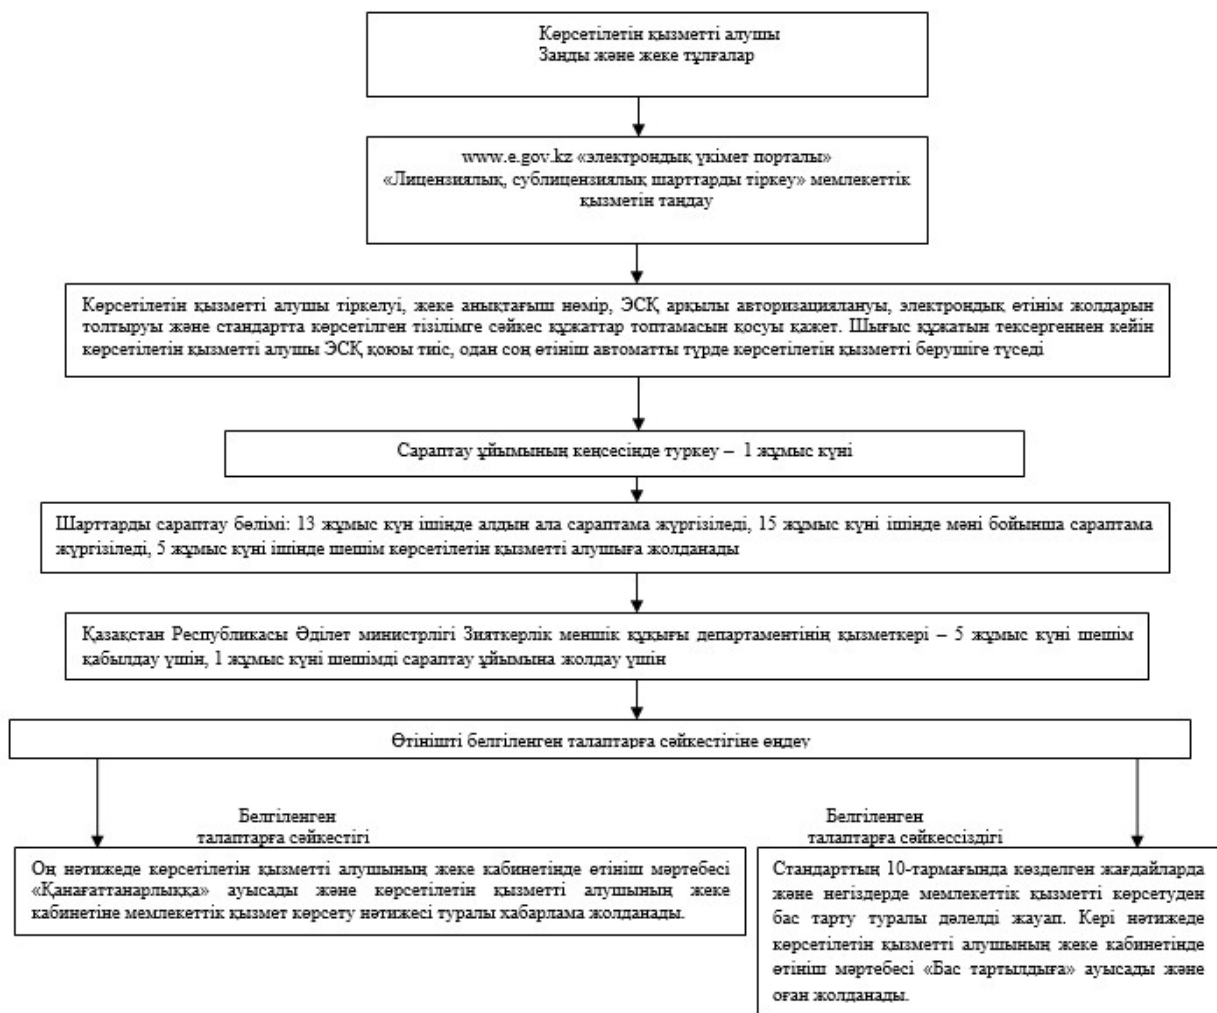 Көрсетілетін қызметті алушы
Заңды және жеке тұлғалар
www.e.gov.kz «электрондық үкімет порталы»
«Лицензиялық, сублицензиялық шарттарды тіркеу» мемлекеттік
қызметін таңдау
Көрсетілетін қызметті алушы тіркелуі, жеке анықтағыш нөмір, ЭСҚ арқылы авторизациялануы, электрондық өтінім жолдарын
толтыруы және стандартта көрсетілген тізілімге сәйкес құжаттар топтамасын қосуы қажет. Шығыс құжатын тексергеннен кейін
көрсетілетін қызметті алушы ЭСҚ қоюы тиіс, одан соң өтініш автоматты түрде көрсетілетін қызметті берушіге түседі
Сараптау ұйымының кеңсесінде туркеу – 1 жұмыс күні
Шарттарды сараптау бөлімі: 13 жұмыс күн ішінде алдын ала сараптама жүргізіледі, 15 жұмыс күні ішінде мәні бойынша сараптама
жүргізіледі, 5 жұмыс күні ішінде шешім көрсетілетін қызметті алушыға жолданады
Қазақстан Республикасы Әділет министрлігі Зияткерлік меншік құқығы департаментінің қызметкері – 5 жұмыс күні шешім
қабылдау үшін, 1 жұмыс күні шешімді сараптау ұйымына жолдау үшін
Өтінішті белгіленген талаптарға сәйкестігіне өңдеу
Белгіленген
талаптарға сәйкестігі
Оң нәтижеде көрсетілетін қызметті алушының жеке кабинетінде өтініш мәртебесі
«Қанағаттанарлыққа» ауысады және көрсетілетін қызметті алушының жеке
кабинетіне мемлекеттік қызмет көрсету нәтижесі туралы хабарлама жолданады.
Белгіленген
талаптарға сәйкессіздігі
Стандарттың 10-тармағында көзделген жағдайларда
және негіздерде мемлекеттік қызметті көрсетуден
бас тарту туралы дәлелді жауап. Кері нәтижеде
көрсетілетін қызметті алушының жеке кабинетінде
өтініш мәртебесі «Бас тартылдыға» ауысады және
оған жолданады.